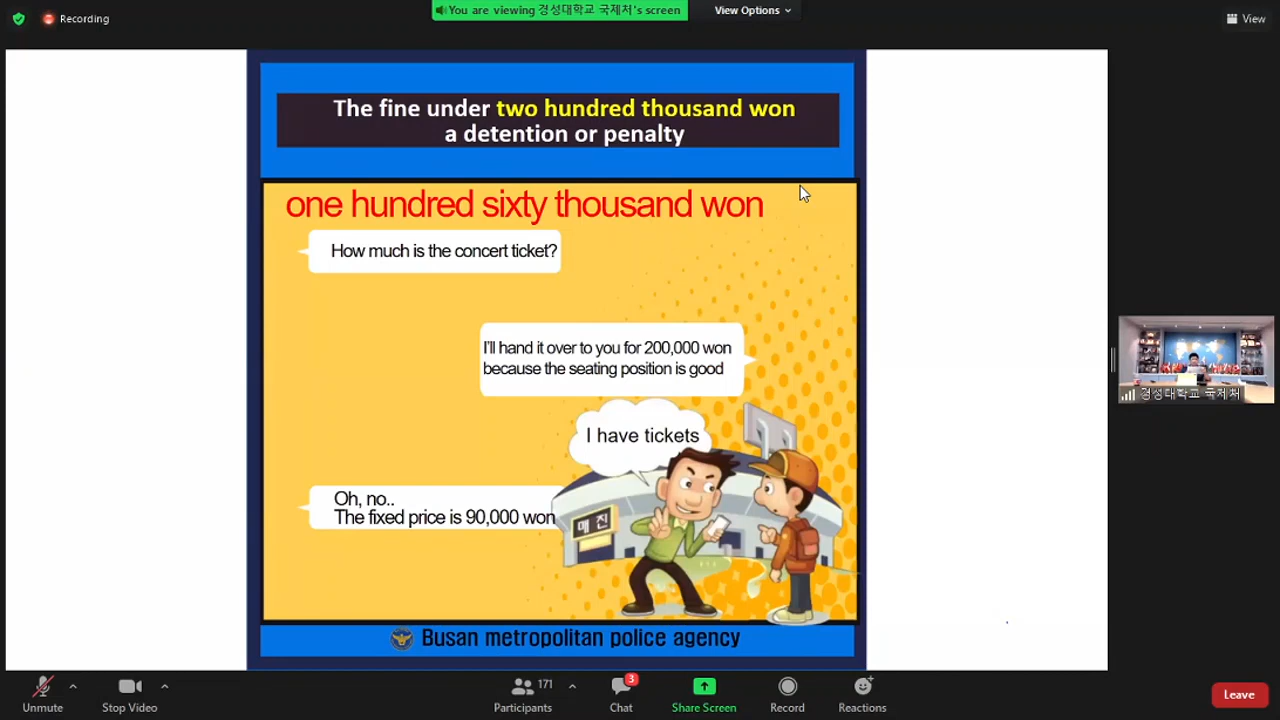 Recording
You are viewing 경성대학교 국제처's screen
View Options
View
The fine under two hundred thousand won
a detention or penalty
one hundred sixty thousand won
How much is the concert ticket?
I'll hand it over to you for 200,000 won
because the seating position is good
I have tickets
Oh, no..
The fixed price is 90,000 won
매 진
Busan metropolitan police agency
경성대학교 국제처
Unmute
Stop Video
171
Participants
3
Chat
Share Screen
Record
Reactions
Leave